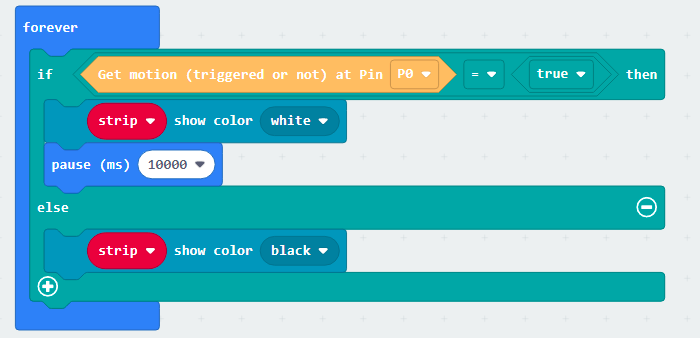 forever
if Get motion (triggered or not) at Pin P0 = true then
strip show color white
pause (ms) 10000
else
strip show color black